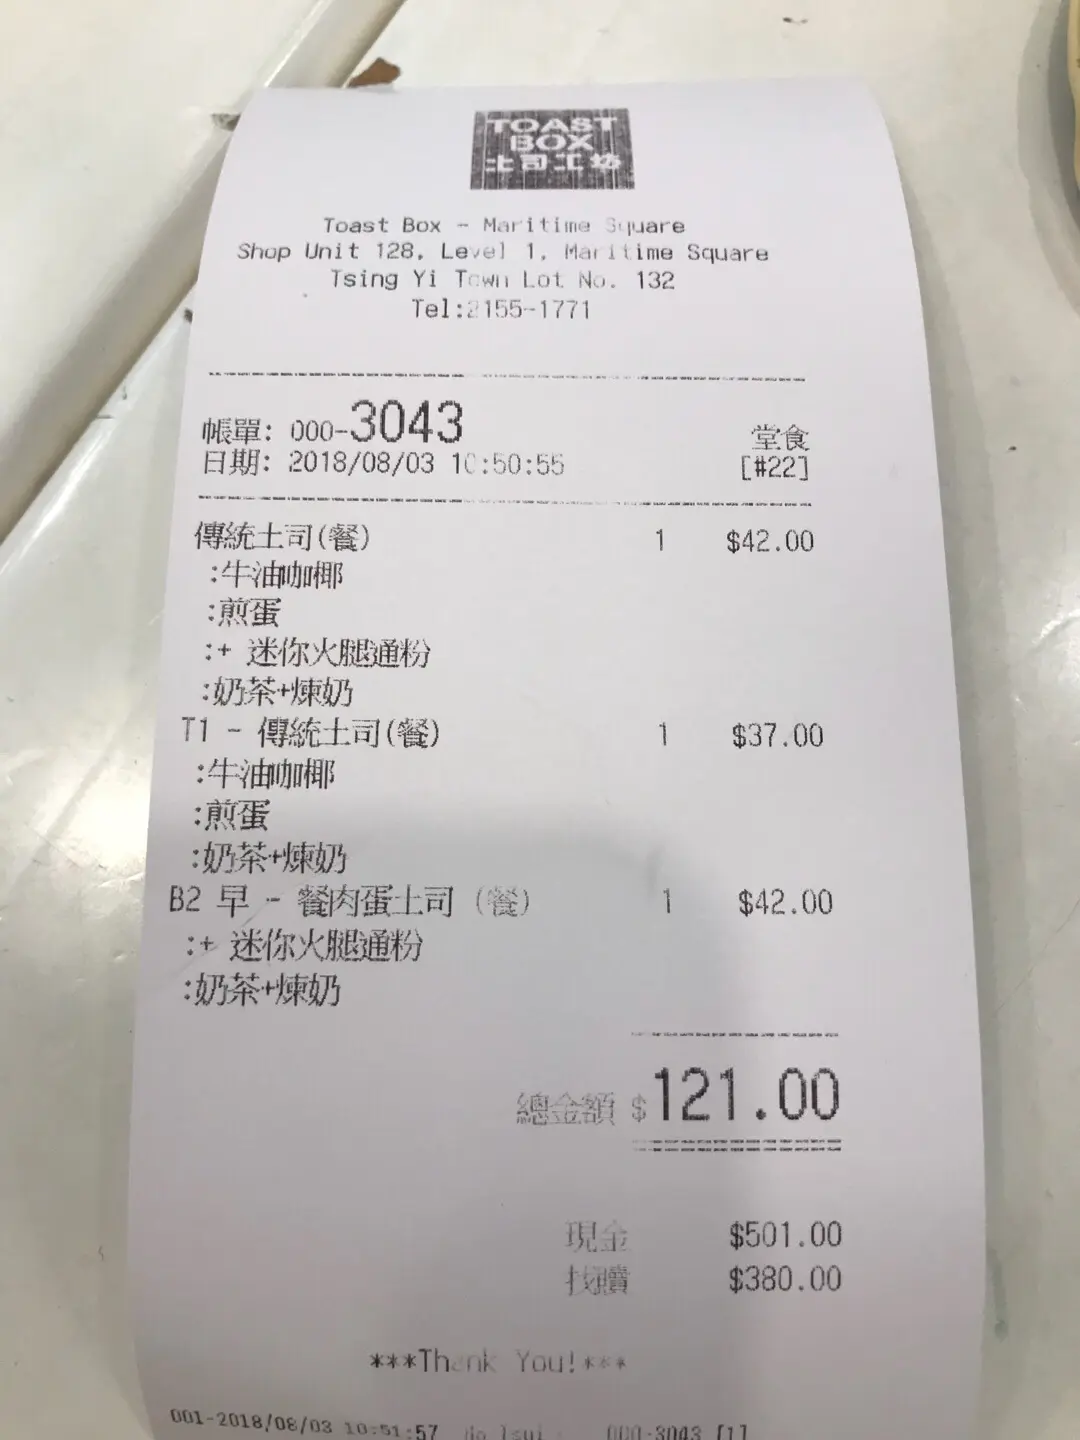 TOAST
BOX
土司工坊
Toast Box - Maritime Square
Shop Unit 128, Level 1, Maritime Square
Tsing Yi Town Lot No. 132
Tel:2155-1771
帳單: 000-3043 堂食
日期: 2018/08/03 10:50:55 [#22]
傳統土司(餐) 1 $42.00
:牛油咖椰
:煎蛋
:+ 迷你火腿通粉
:奶茶+煉奶
T1 - 傳統土司(餐) 1 $37.00
:牛油咖椰
:煎蛋
:奶茶+煉奶
B2 早 - 餐肉蛋土司 (餐) 1 $42.00
:+ 迷你火腿通粉
:奶茶+煉奶
總金額 $121.00
現金 $501.00
找贖 $380.00
***Thank You!***
001-2018/08/03 10:51:57 000-3043 [1]